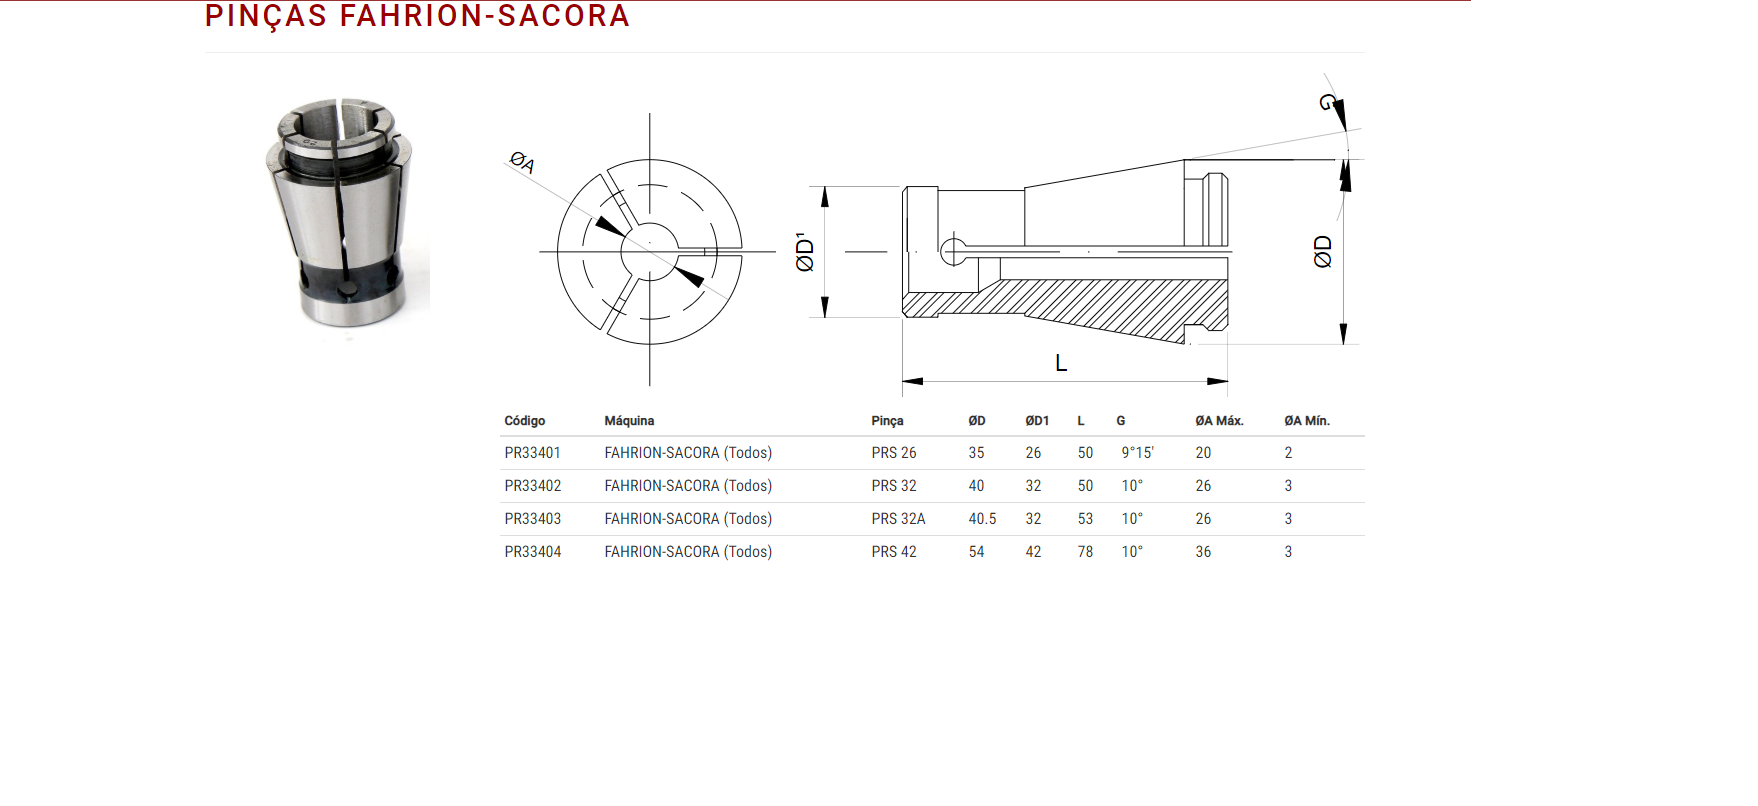 PINÇAS FAHRION-SACORA
G
ØA
ØD¹
ØD
L
Código Máquina Pinça ØD ØD1 L G ØA Máx. ØA Mín.
PR33401 FAHRION-SACORA (Todos) PRS 26 35 26 50 9°15' 20 2
PR33402 FAHRION-SACORA (Todos) PRS 32 40 32 50 10° 26 3
PR33403 FAHRION-SACORA (Todos) PRS 32A 40.5 32 53 10° 26 3
PR33404 FAHRION-SACORA (Todos) PRS 42 54 42 78 10° 36 3